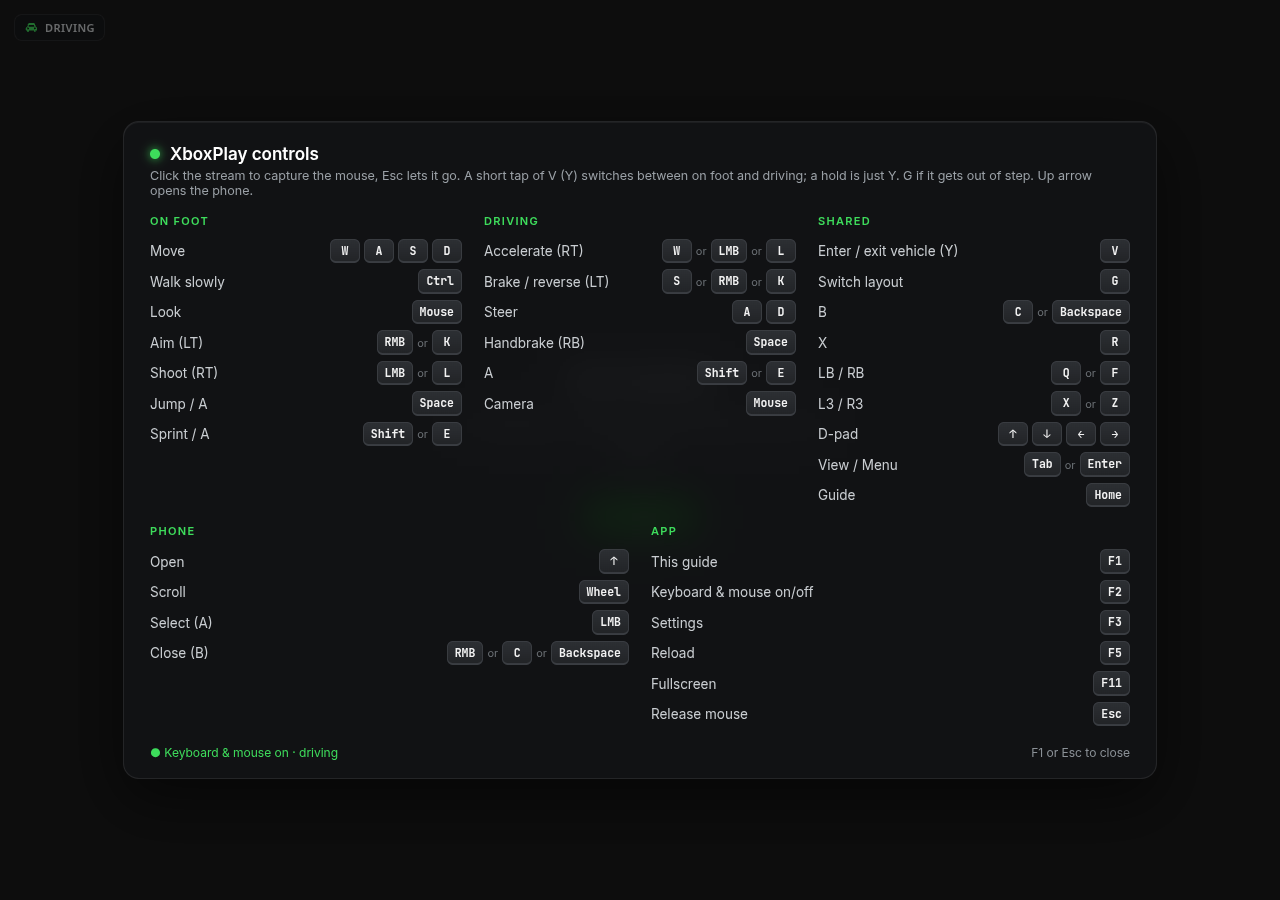 DRIVING
XboxPlay controls
Click the stream to capture the mouse, Esc lets it go. A short tap of V (Y) switches between on foot and driving; a hold is just Y. G if it gets out of step. Up arrow
opens the phone.
ON FOOT
Move W A S D
Walk slowly Ctrl
Look Mouse
Aim (LT) RMB or K
Shoot (RT) LMB or L
Jump / A Space
Sprint / A Shift or E
DRIVING
Accelerate (RT) W or LMB or L
Brake / reverse (LT) S or RMB or K
Steer A D
Handbrake (RB) Space
A Shift or E
Camera Mouse
SHARED
Enter / exit vehicle (Y) V
Switch layout G
B C or Backspace
X R
LB / RB Q or F
L3 / R3 X or Z
D-pad ↑ ↓ ← →
View / Menu Tab or Enter
Guide Home
PHONE
Open ↑
Scroll Wheel
Select (A) LMB
Close (B) RMB or C or Backspace
APP
This guide F1
Keyboard & mouse on/off F2
Settings F3
Reload F5
Fullscreen F11
Release mouse Esc
Keyboard & mouse on · driving
F1 or Esc to close